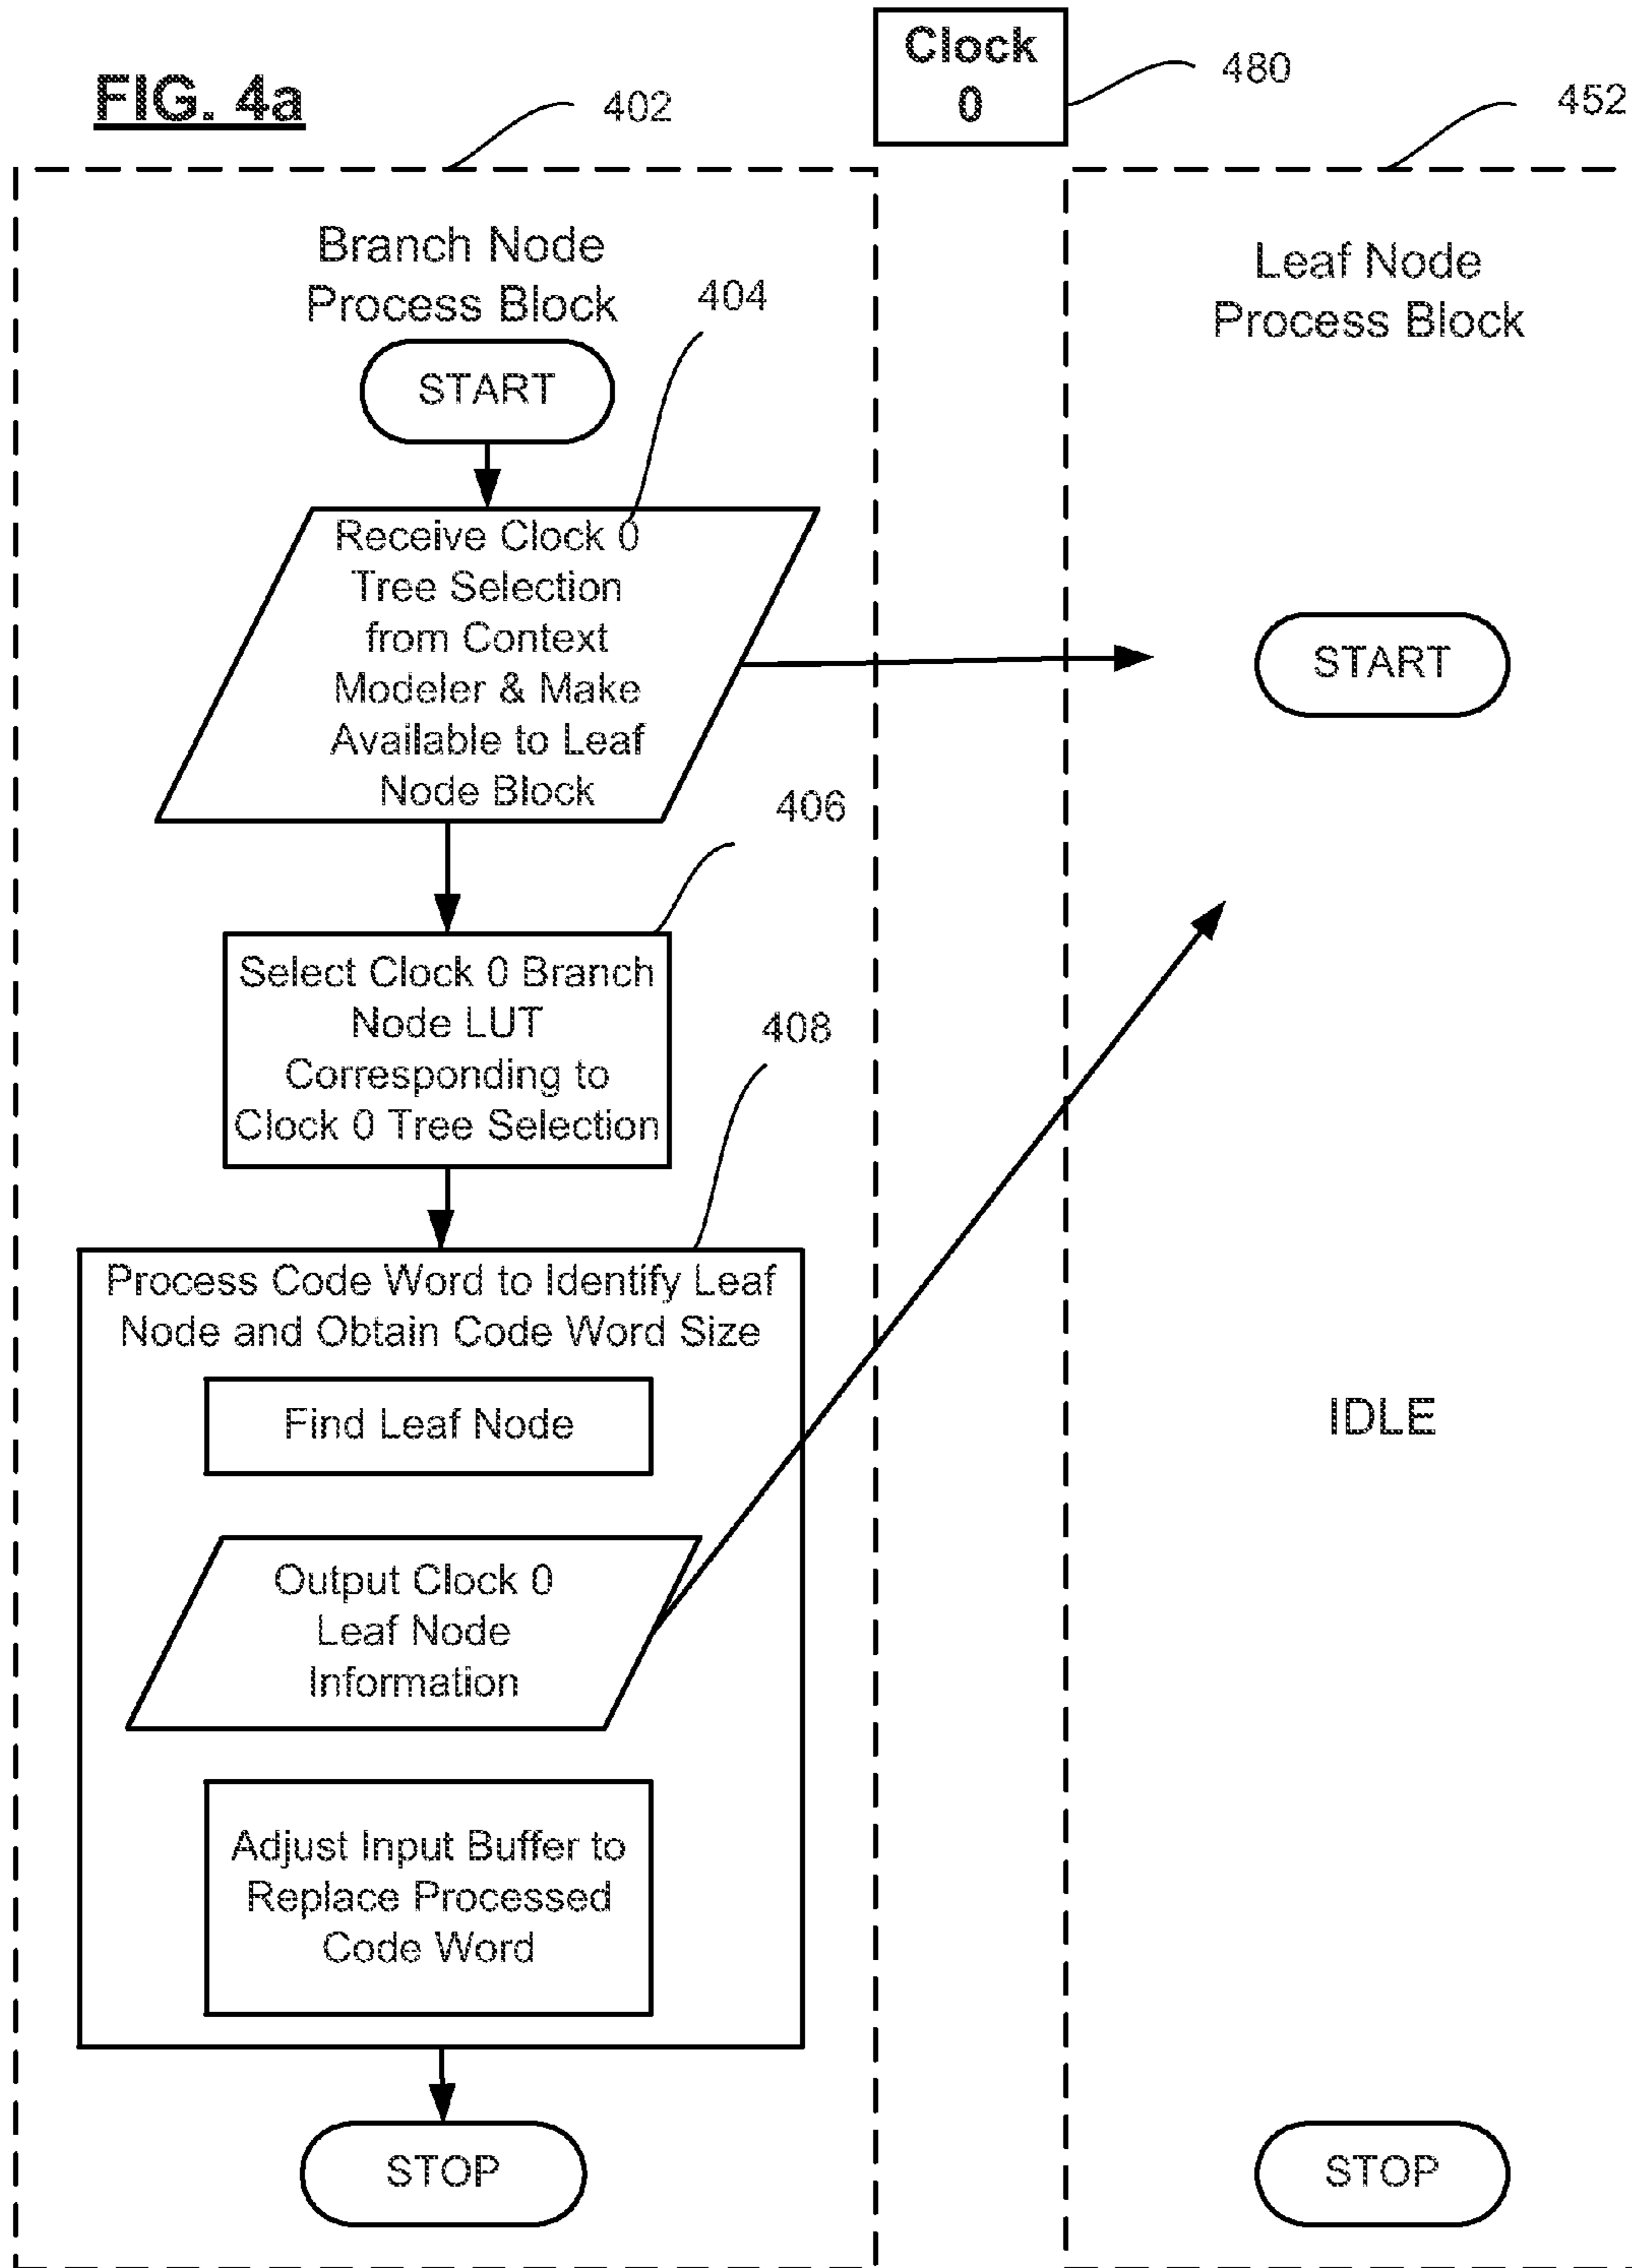 FIG. 4a
Clock
0
480
402
452
Branch Node
Process Block
404
START
Receive Clock 0
Tree Selection
from Context
Modeler & Make
Available to Leaf
Node Block
406
Select Clock 0 Branch
Node LUT
Corresponding to
Clock 0 Tree Selection
408
Process Code Word to Identify Leaf
Node and Obtain Code Word Size
Find Leaf Node
Output Clock 0
Leaf Node
Information
Adjust Input Buffer to
Replace Processed
Code Word
STOP
Leaf Node
Process Block
START
IDLE
STOP